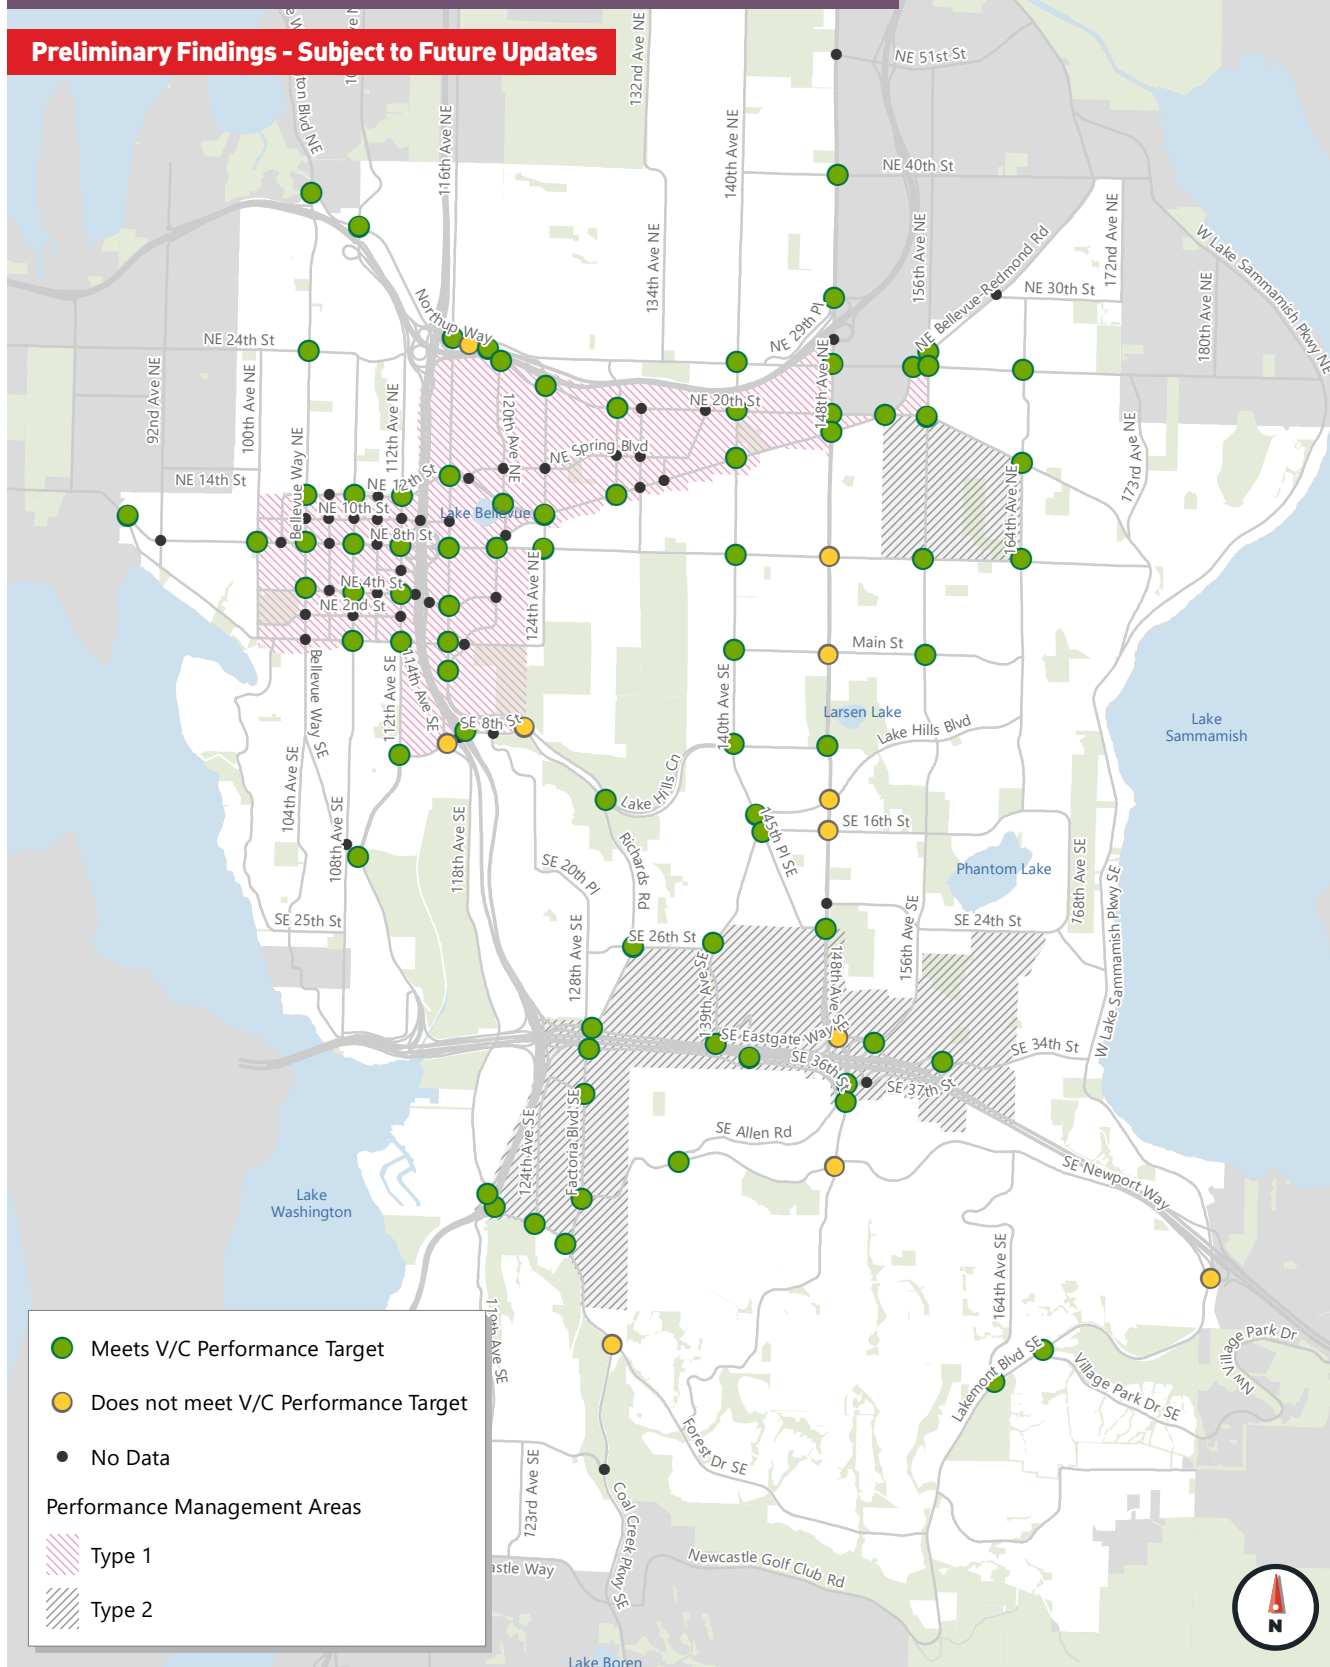 Preliminary Findings - Subject to Future Updates
132nd Ave NE
NE 51st St
116th Ave NE
140th Ave NE
NE 40th St
134th Ave NE
156th Ave NE
172nd Ave NE
180th Ave NE
W Lake Sammamish Pkwy NE
NE Bellevue-Redmond Rd
NE 30th St
NE 29th Pl
Northup Way
NE 24th St
92nd Ave NE
100th Ave NE
112th Ave NE
120th Ave NE
NE 20th St
148th Ave NE
NE Spring Blvd
Bellevue Way NE
NE 12th St
NE 14th St
NE 10th St
Lake Bellevue
NE 8th St
164th Ave NE
173rd Ave NE
NE 4th St
NE 2nd St
124th Ave NE
Main St
Bellevue Way SE
112th Ave SE
114th Ave SE
SE 8th St
140th Ave SE
Larsen Lake
Lake Hills Blvd
Lake
Sammamish
104th Ave SE
108th Ave SE
118th Ave SE
Lake Hills Cn
Richards Rd
SE 20th Pl
145th Pl SE
SE 16th St
Phantom Lake
168th Ave SE
W Lake Sammamish Pkwy SE
SE 25th St
128th Ave SE
SE 26th St
139th Ave SE
148th Ave SE
156th Ave SE
SE 24th St
SE Eastgate Way
SE 36th St
SE 37th St
SE 34th St
124th Ave SE
Factoria Blvd SE
SE Allen Rd
SE Newport Way
Lake
Washington
164th Ave SE
119th Ave SE
Lakemont Blvd SE
Village Park Dr SE
NW Village Park Dr
Forest Dr SE
123rd Ave SE
Coal Creek Pkwy SE
Newcastle Golf Club Rd
astle Way
Lake Boren
Meets V/C Performance Target
Does not meet V/C Performance Target
No Data
Performance Management Areas
Type 1
Type 2
N